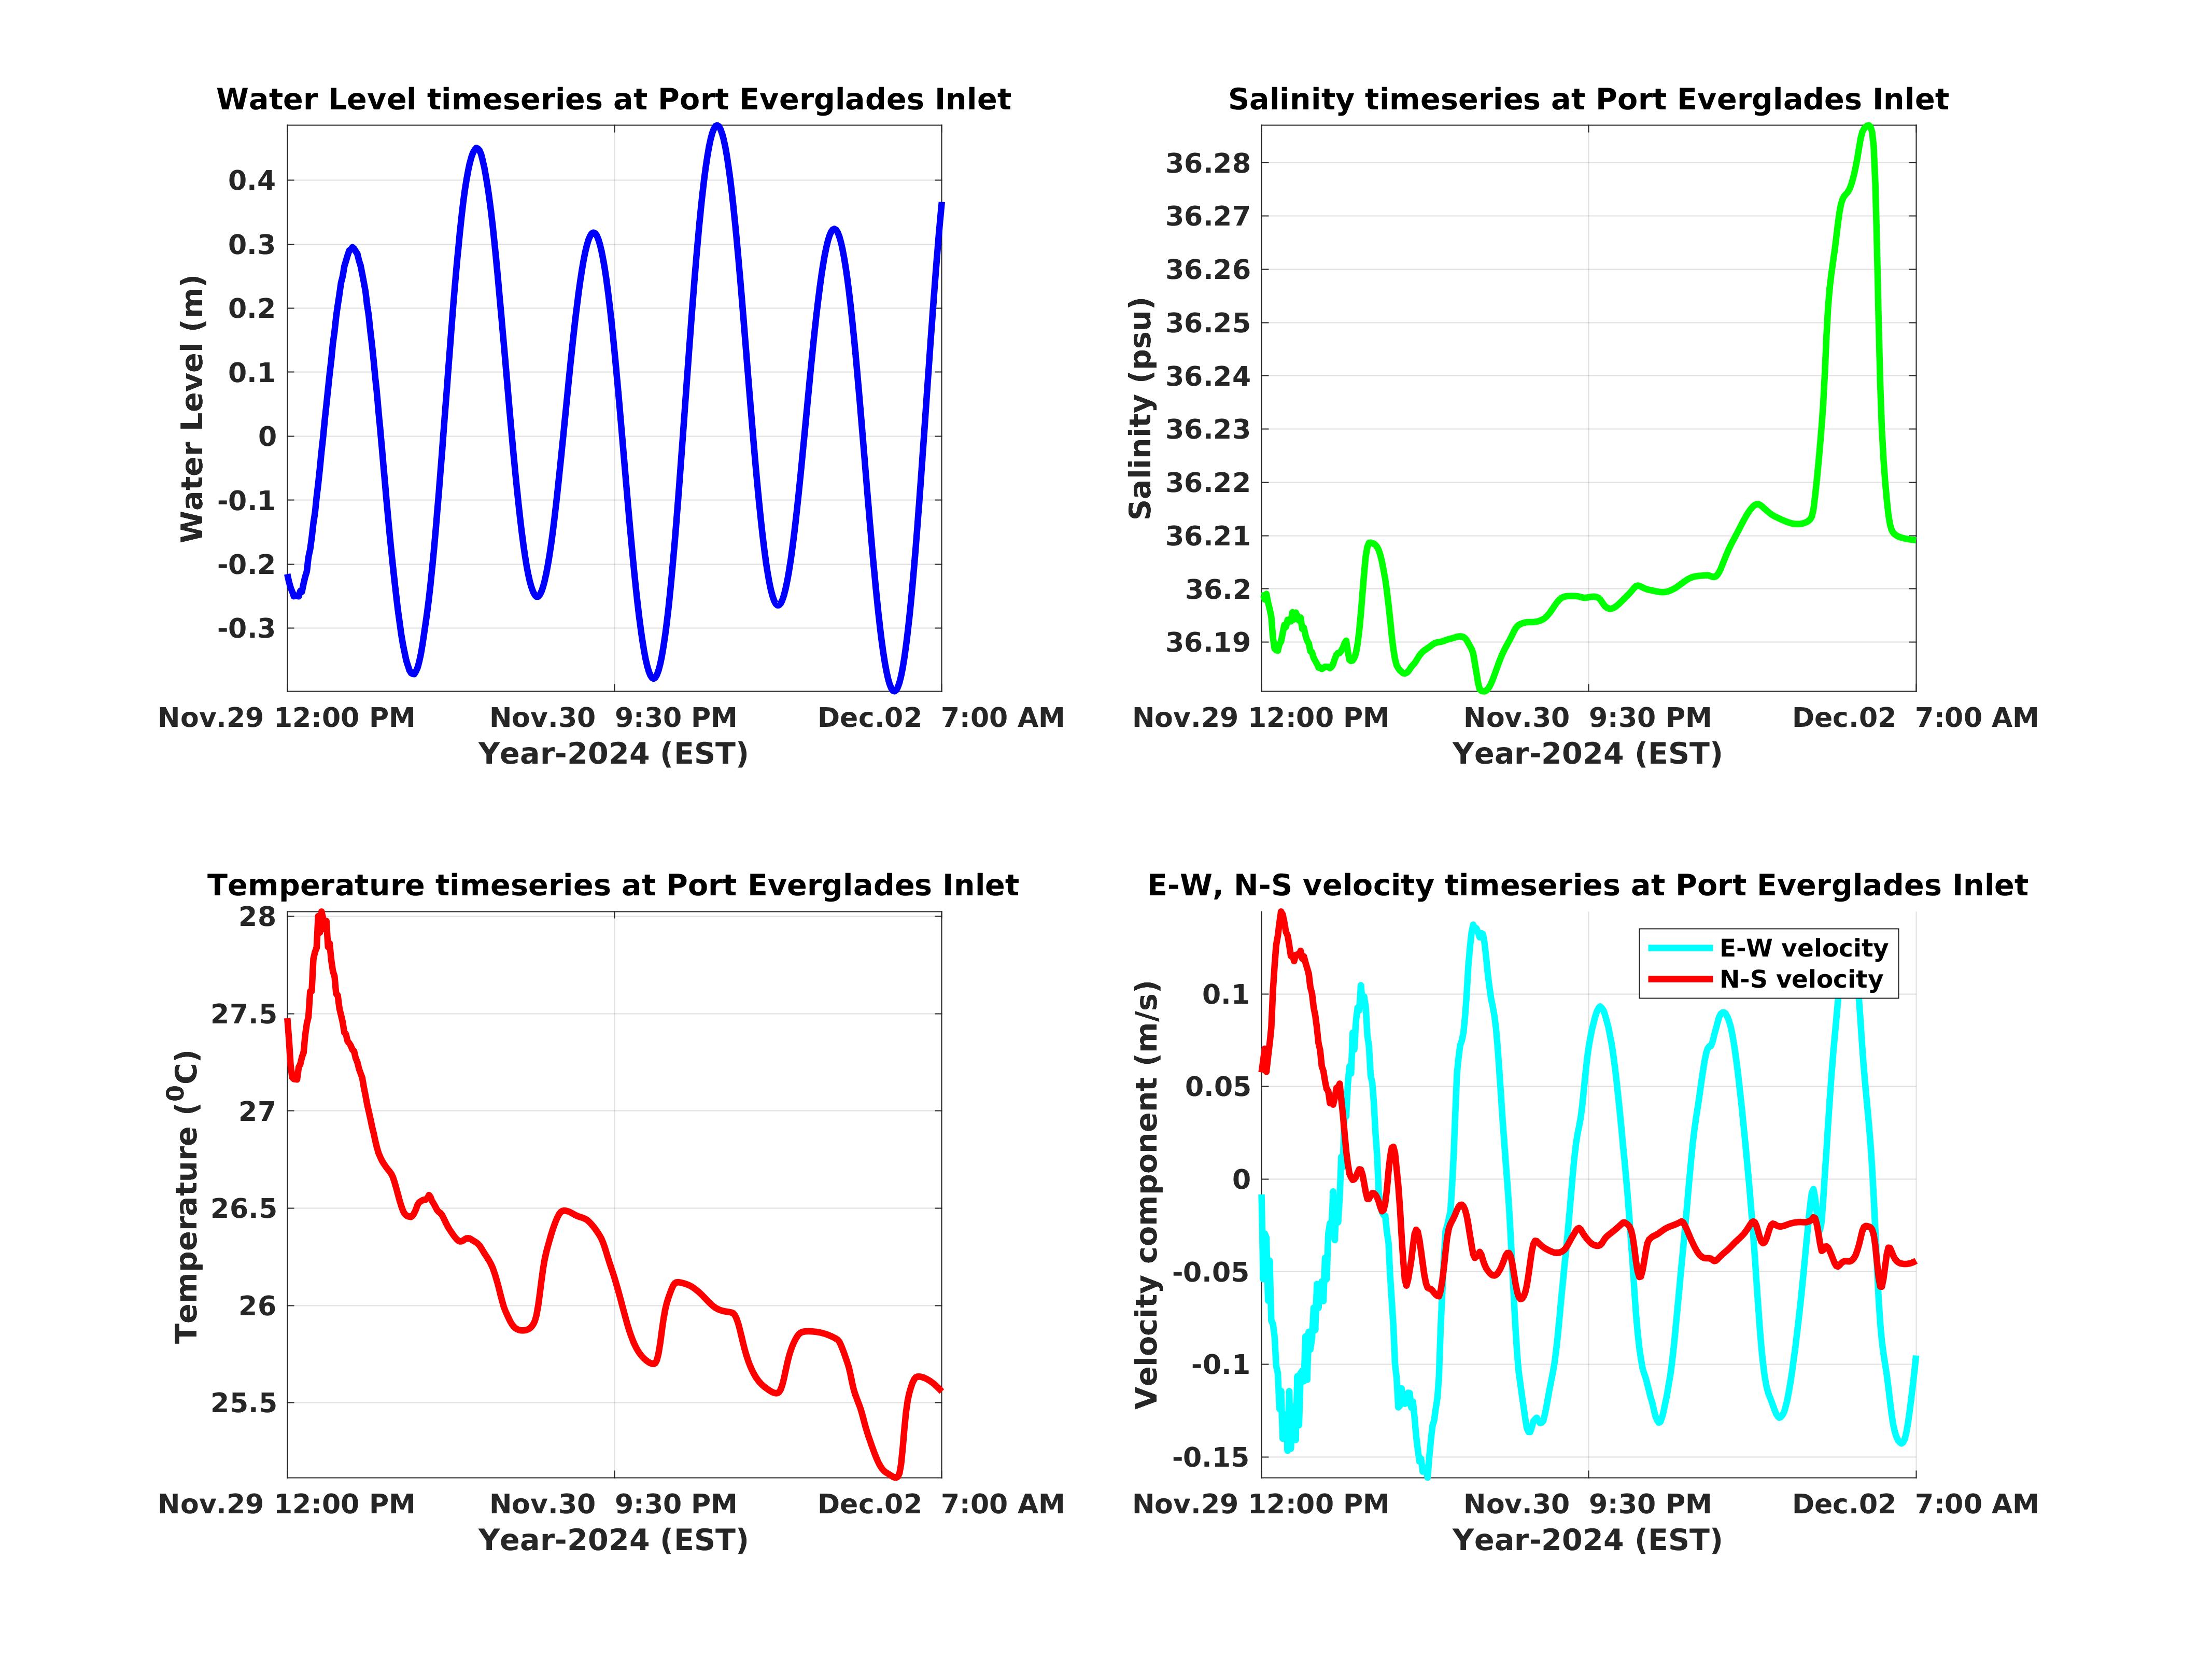 Water Level timeseries at Port Everglades Inlet
Water Level (m)
0.4
0.3
0.2
0.1
0
-0.1
-0.2
-0.3
Nov.29 12:00 PM
Nov.30  9:30 PM
Dec.02  7:00 AM
Year-2024 (EST)
Salinity timeseries at Port Everglades Inlet
Salinity (psu)
36.28
36.27
36.26
36.25
36.24
36.23
36.22
36.21
36.2
36.19
Nov.29 12:00 PM
Nov.30  9:30 PM
Dec.02  7:00 AM
Year-2024 (EST)
Temperature timeseries at Port Everglades Inlet
Temperature (⁰C)
28
27.5
27
26.5
26
25.5
Nov.29 12:00 PM
Nov.30  9:30 PM
Dec.02  7:00 AM
Year-2024 (EST)
E-W, N-S velocity timeseries at Port Everglades Inlet
Velocity component (m/s)
0.1
0.05
0
-0.05
-0.1
-0.15
E-W velocity
N-S velocity
Nov.29 12:00 PM
Nov.30  9:30 PM
Dec.02  7:00 AM
Year-2024 (EST)